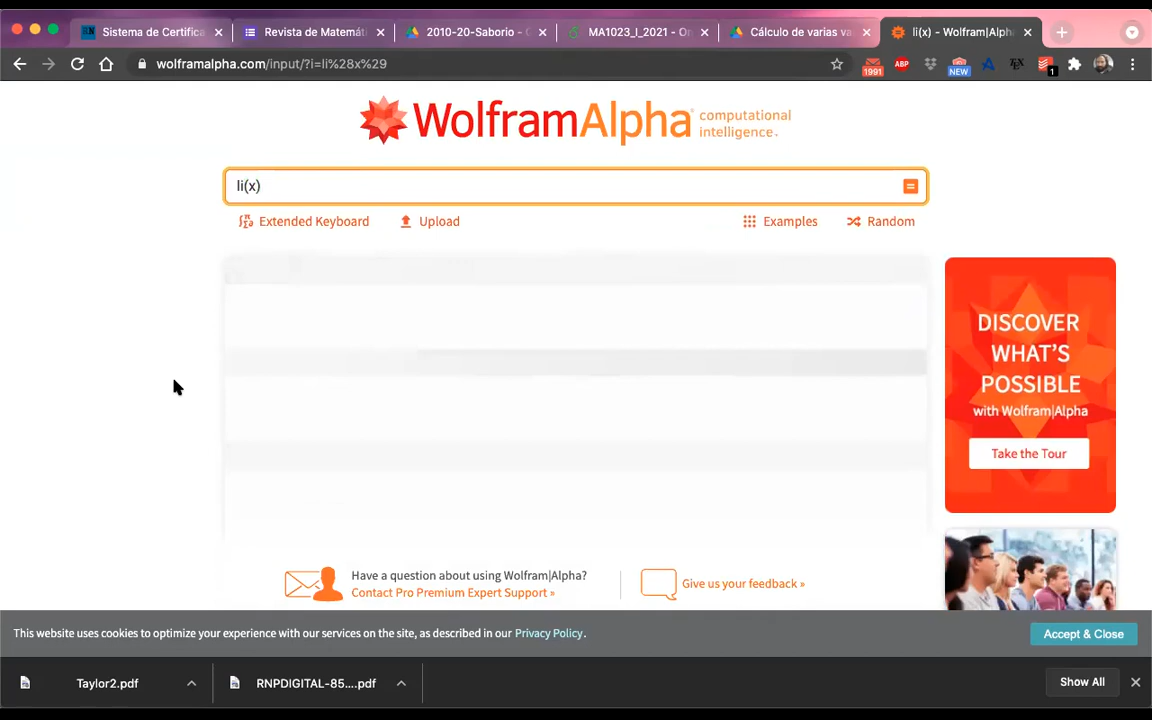 Sistema de Certifica
Revista de Matemáti
2010-20-Saborio - G
MA1023_I_2021 - On
Cálculo de varias va
li(x) - Wolfram|Alpha
wolframalpha.com/input/?i=li%28x%29
1991
ABP
NEW
1
WolframAlpha computational intelligence.
li(x)
Extended Keyboard
Upload
Examples
Random
DISCOVER
WHAT'S
POSSIBLE
with Wolfram|Alpha
Take the Tour
Have a question about using Wolfram|Alpha?
Contact Pro Premium Expert Support »
Give us your feedback »
This website uses cookies to optimize your experience with our services on the site, as described in our Privacy Policy.
Accept & Close
Taylor2.pdf
RNPDIGITAL-85....pdf
Show All